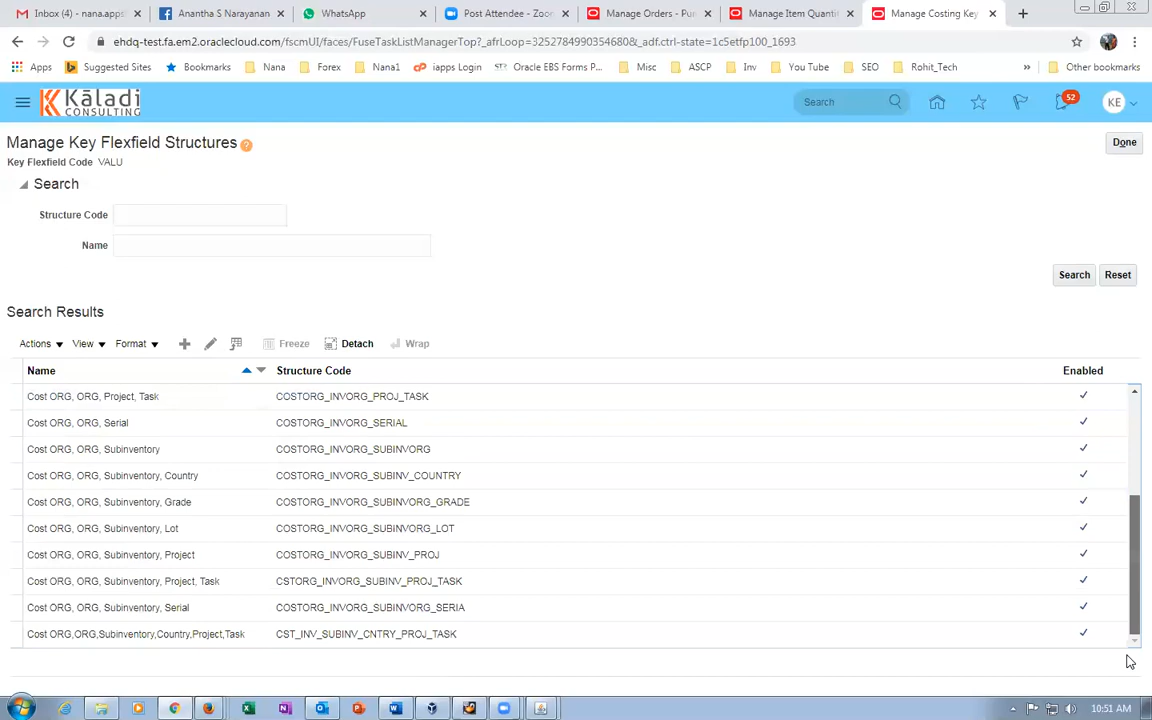 Inbox (4) - nana.apps
Anantha S Narayanan
WhatsApp
Post Attendee - Zoo
Manage Orders - Pu
Manage Item Quantit
Manage Costing Key
ehdq-test.fa.em2.oraclecloud.com/fscmUI/faces/FuseTaskListManagerTop?_afrLoop=3252784990354680&_adf.ctrl-state=1c5etfp100_1693
Apps
Suggested Sites
Bookmarks
Nana
Forex
Nana1
iapps Login
Oracle EBS Forms P...
Misc
ASCP
Inv
You Tube
SEO
Rohit_Tech
»
Other bookmarks
Kāladi
CONSULTING
Search
52
KE
Manage Key Flexfield Structures ?
Done
Key Flexfield Code VALU
Search
Structure Code
Name
Search
Reset
Search Results
Actions View Format Freeze Detach Wrap
Name Structure Code Enabled
Cost ORG, ORG, Project, Task COSTORG_INVORG_PROJ_TASK ✓
Cost ORG, ORG, Serial COSTORG_INVORG_SERIAL ✓
Cost ORG, ORG, Subinventory COSTORG_INVORG_SUBINVORG ✓
Cost ORG, ORG, Subinventory, Country COSTORG_INVORG_SUBINV_COUNTRY ✓
Cost ORG, ORG, Subinventory, Grade COSTORG_INVORG_SUBINVORG_GRADE ✓
Cost ORG, ORG, Subinventory, Lot COSTORG_INVORG_SUBINVORG_LOT ✓
Cost ORG, ORG, Subinventory, Project COSTORG_INVORG_SUBINV_PROJ ✓
Cost ORG, ORG, Subinventory, Project, Task CSTORG_INVORG_SUBINV_PROJ_TASK ✓
Cost ORG, ORG, Subinventory, Serial COSTORG_INVORG_SUBINVORG_SERIA ✓
Cost ORG,ORG,Subinventory,Country,Project,Task CST_INV_SUBINV_CNTRY_PROJ_TASK ✓
10:51 AM